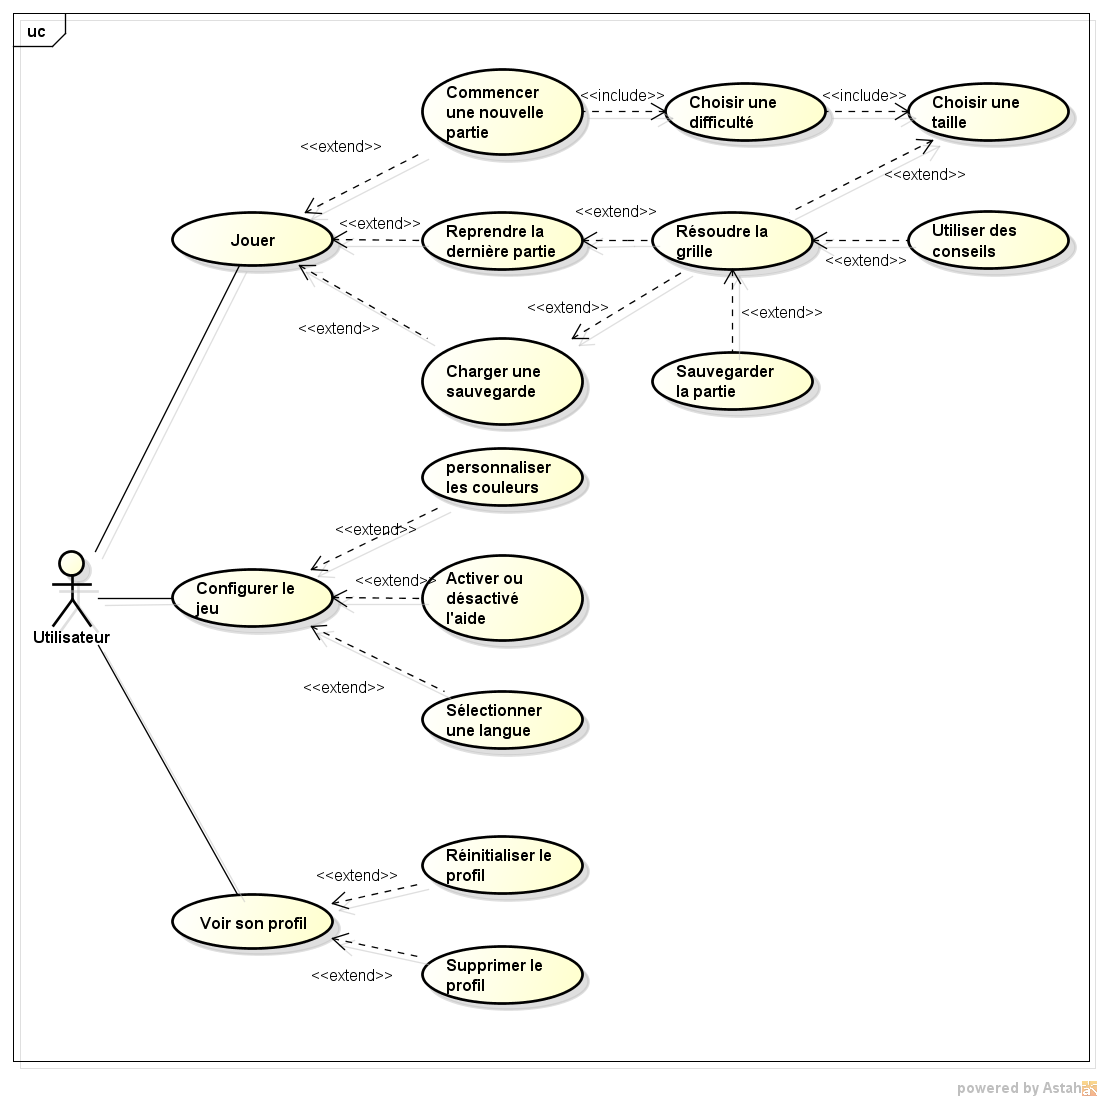 uc
Commencer
une nouvelle
partie
<<include>>
Choisir une
difficulté
<<include>>
Choisir une
taille
<<extend>>
<<extend>>
Jouer
<<extend>>
Reprendre la
dernière partie
<<extend>>
Résoudre la
grille
Utiliser des
conseils
<<extend>>
<<extend>>
<<extend>>
<<extend>>
Charger une
sauvegarde
Sauvegarder
la partie
personnaliser
les couleurs
<<extend>>
Configurer le
jeu
<<extend>>
Activer ou
désactivé
l'aide
Utilisateur
<<extend>>
Sélectionner
une langue
Réinitialiser le
profil
<<extend>>
Voir son profil
<<extend>>
Supprimer le
profil
powered by Astah